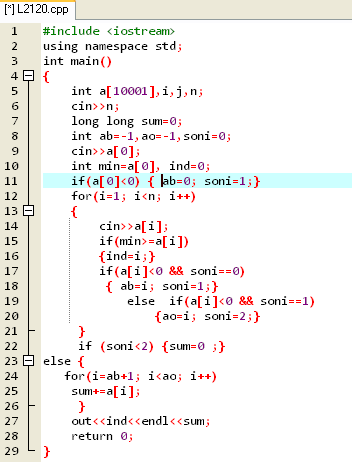 [*] L2120.cpp
1 #include <iostream>
2 using namespace std;
3 int main()
4 {
5 int a[10001],i,j,n;
6 cin>>n;
7 long long sum=0;
8 int ab=-1,ao=-1,soni=0;
9 cin>>a[0];
10 int min=a[0], ind=0;
11 if(a[0]<0) { ab=0; soni=1;}
12 for(i=1; i<n; i++)
13 {
14 cin>>a[i];
15 if(min>=a[i])
16 {ind=i;}
17 if(a[i]<0 && soni==0)
18 { ab=i; soni=1;}
19 else if(a[i]<0 && soni==1)
20 {ao=i; soni=2;}
21 }
22 if (soni<2) {sum=0 ;}
23 else {
24 for(i=ab+1; i<ao; i++)
25 sum+=a[i];
26 }
27 out<<ind<<endl<<sum;
28 return 0;
29 }